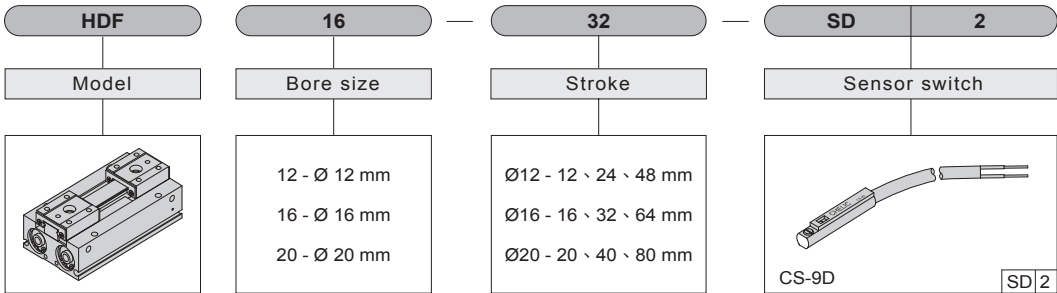 HDF 16 — 32 — SD 2
Model Bore size Stroke Sensor switch
12 - Ø 12 mm
16 - Ø 16 mm
20 - Ø 20 mm
Ø12 - 12、24、48 mm
Ø16 - 16、32、64 mm
Ø20 - 20、40、80 mm
CHELIC
CS-9D
SD 2